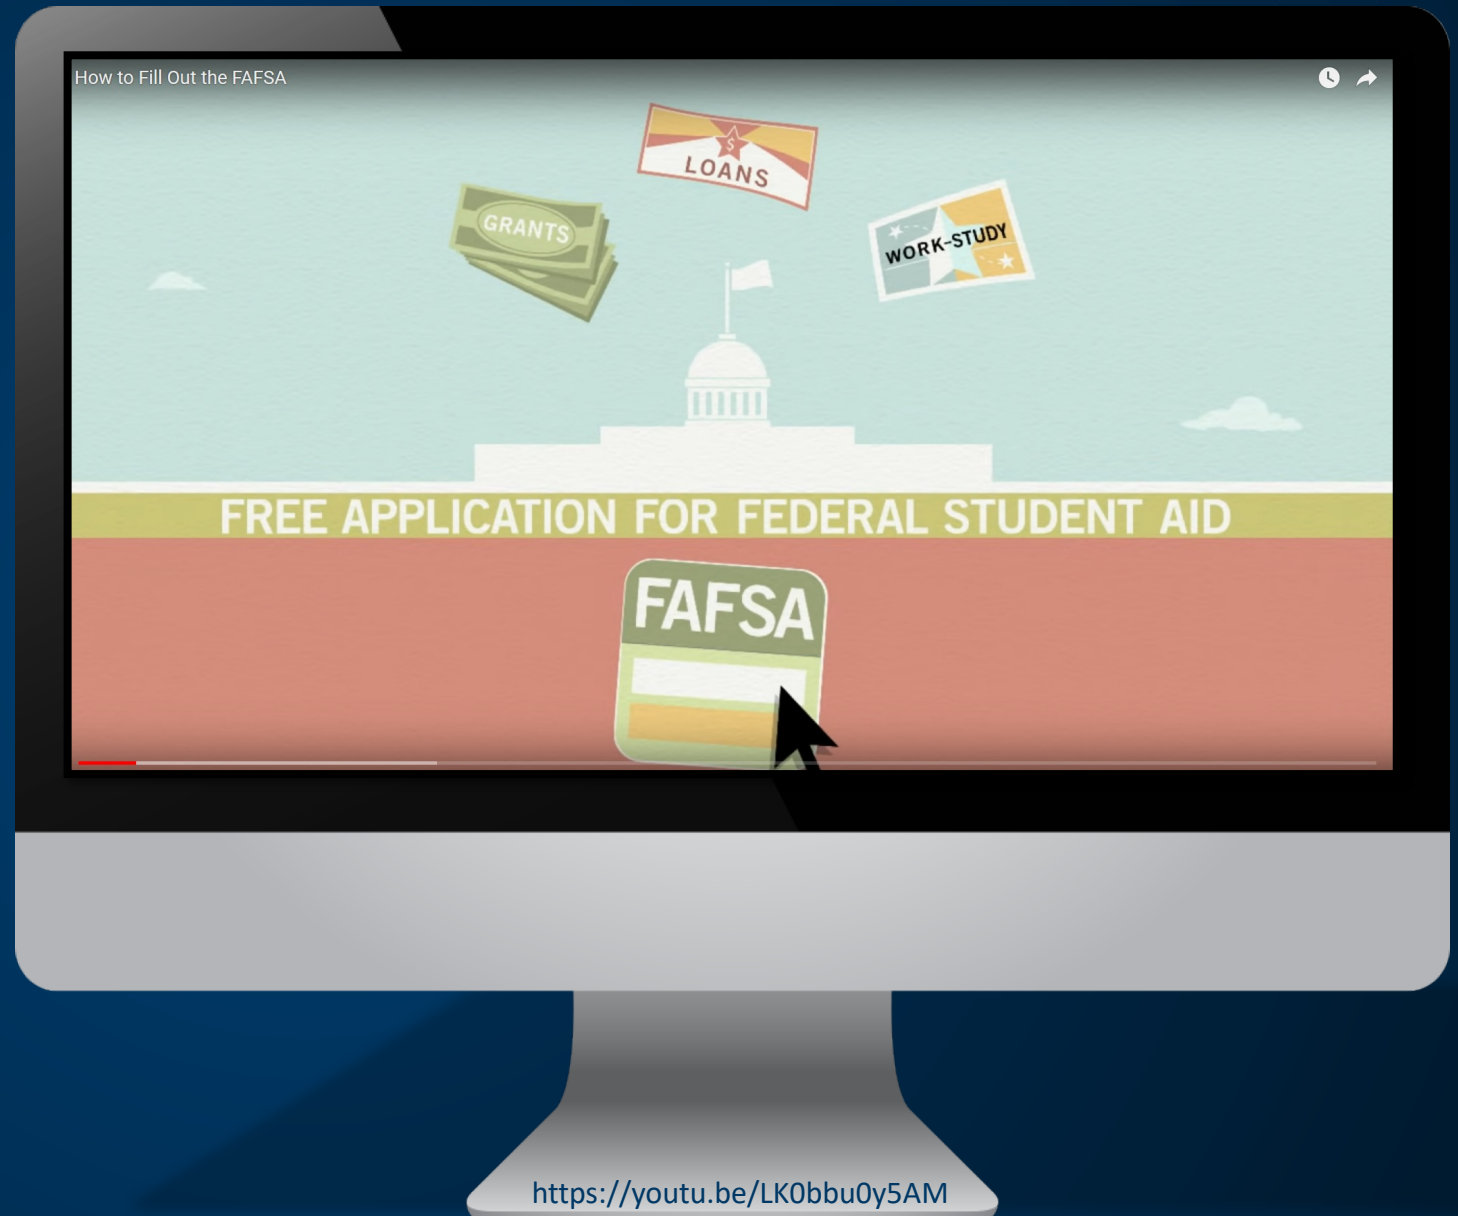 How to Fill Out the FAFSA
LOANS
GRANTS
WORK-STUDY
FREE APPLICATION FOR FEDERAL STUDENT AID
FAFSA
https://youtu.be/LK0bbu0y5AM